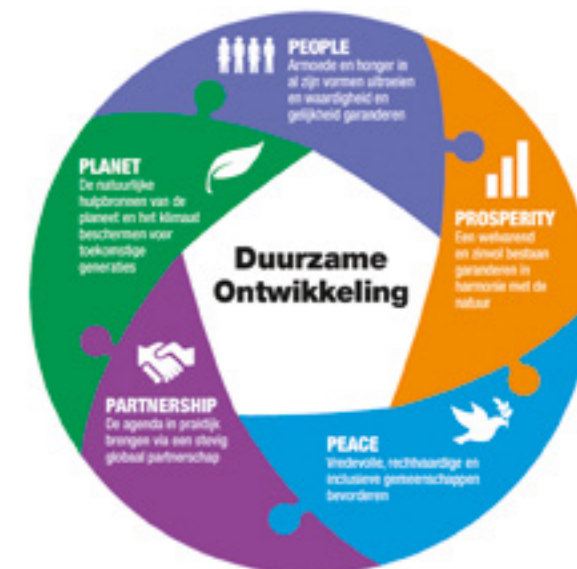 PEOPLE
Armoede en honger in
al zijn vormen uitroeien
en waardigheid en
gelijkheid garanderen
PROSPERITY
Een welvarend
en zinvol bestaan
garanderen in
harmonie met de
natuur
PEACE
Vredevolle, rechtvaardige en
inclusieve gemeenschappen
bevorderen
PARTNERSHIP
De agenda in praktijk
brengen via een stevig
globaal partnerschap
PLANET
De natuurlijke
hulpbronnen van de
planeet en het klimaat
beschermen voor
toekomstige
generaties
Duurzame
Ontwikkeling